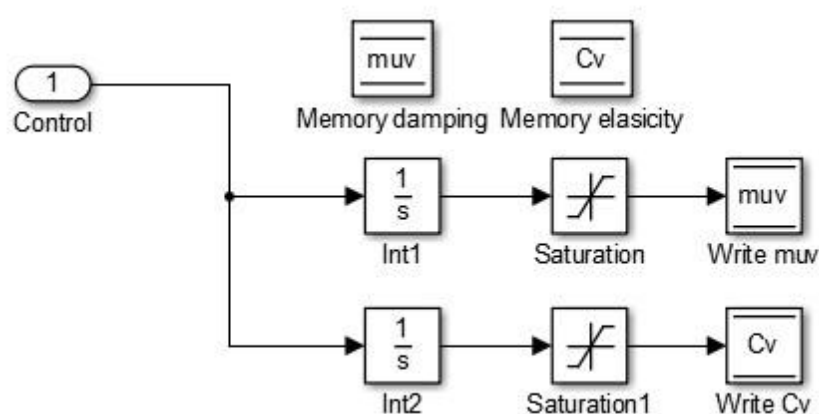 muv
Cv
1
Control
Memory damping
Memory elasicity
1
s
muv
Int1
Saturation
Write muv
1
s
Cv
Int2
Saturation1
Write Cv